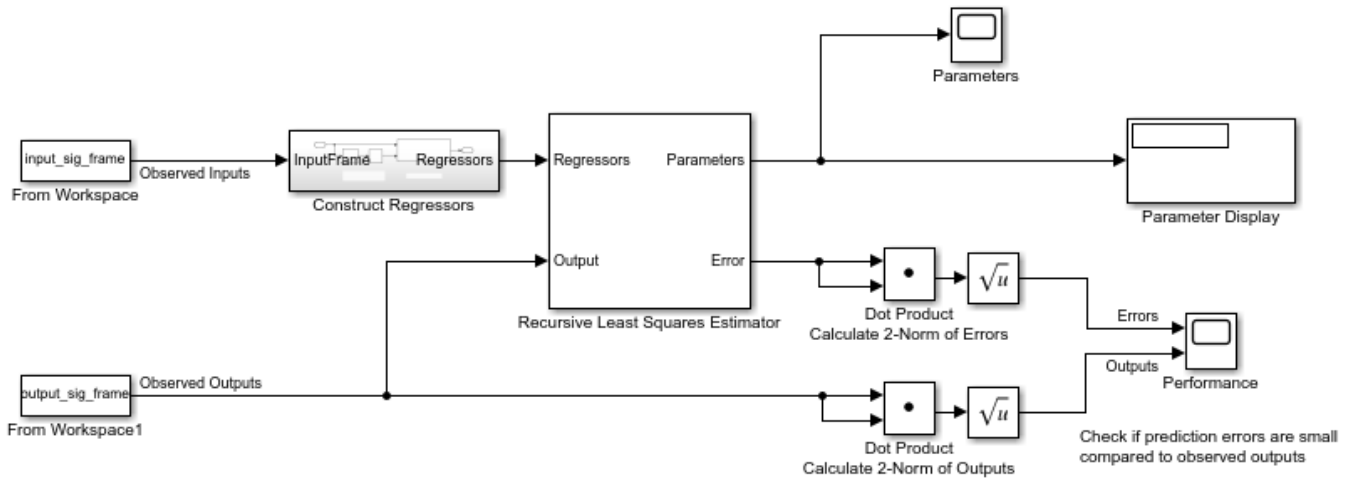 Parameters
input_sig_frame
Observed Inputs
From Workspace
InputFrame
Regressors
Construct Regressors
Regressors
Parameters
Output
Error
Recursive Least Squares Estimator
Parameter Display
Dot Product
Calculate 2-Norm of Errors
√u
Errors
Outputs
Performance
output_sig_frame
Observed Outputs
From Workspace1
Dot Product
Calculate 2-Norm of Outputs
√u
Check if prediction errors are small
compared to observed outputs